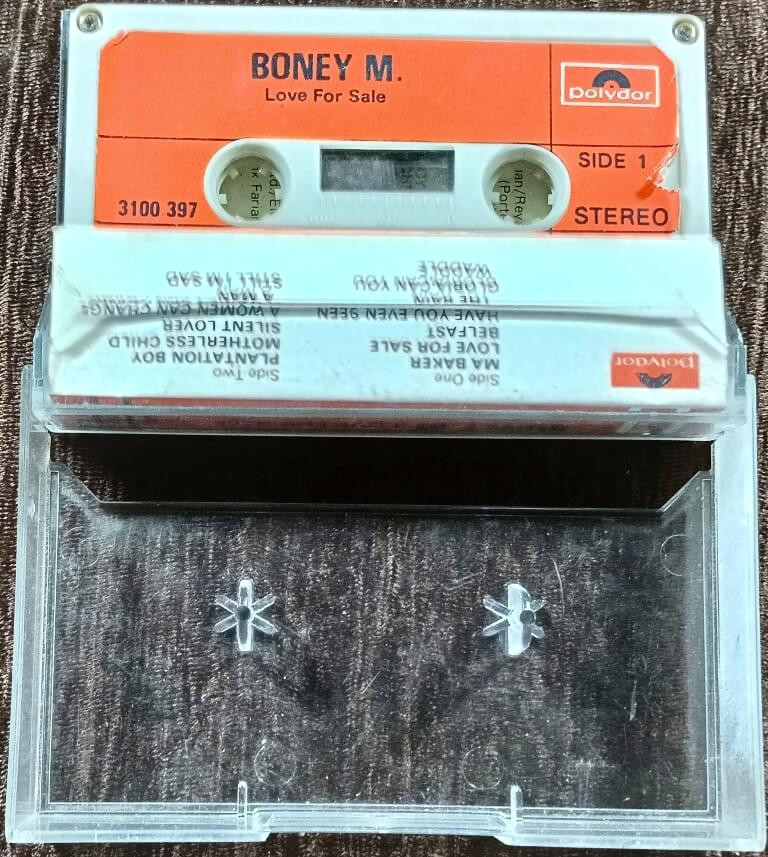 BONEY M.
Love For Sale
polydor
SIDE 1
3100 397
STEREO
Side One
MA BAKER
LOVE FOR SALE
BELFAST
HAVE YOU EVEN SEEN
THE RAIN
GLORIA CAN YOU
WADDLE
Side Two
PLANTATION BOY
MOTHERLESS CHILD
SILENT LOVER
A WOMEN CAN CHANGE
A MAN
STILL I'M SAD
polydor